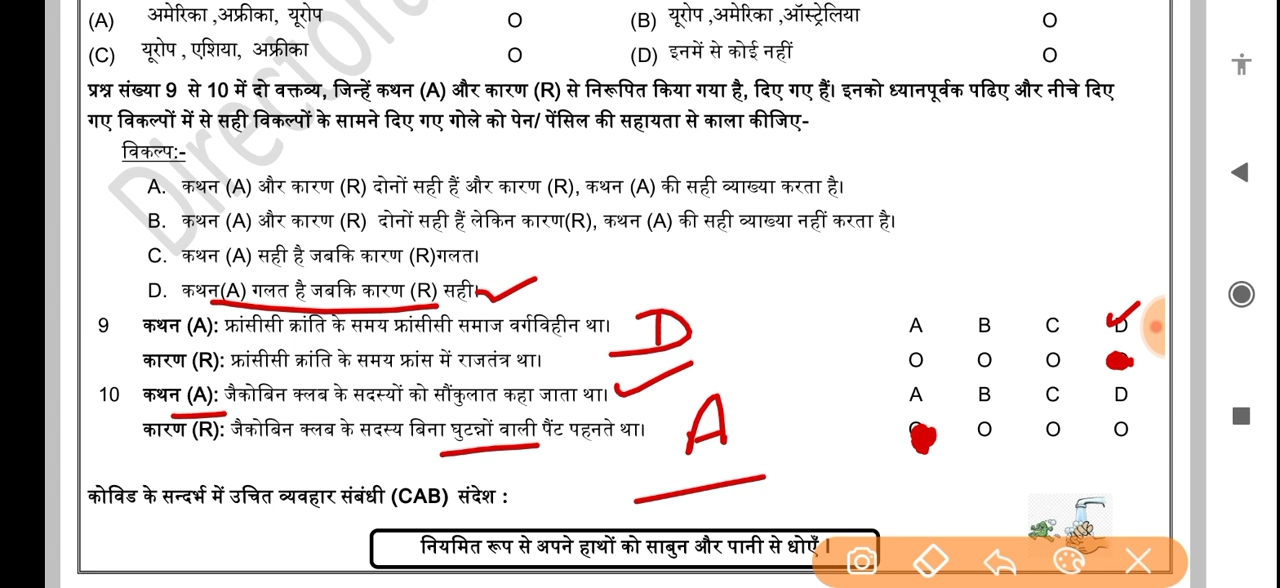 (A) अमेरिका ,अफ्रीका, यूरोप O (B) यूरोप ,अमेरिका ,ऑस्ट्रेलिया O
(C) यूरोप , एशिया, अफ्रीका O (D) इनमें से कोई नहीं O
प्रश्न संख्या 9 से 10 में दो वक्तव्य, जिन्हें कथन (A) और कारण (R) से निरूपित किया गया है, दिए गए हैं। इनको ध्यानपूर्वक पढिए और नीचे दिए
गए विकल्पों में से सही विकल्पों के सामने दिए गए गोले को पेन/ पेंसिल की सहायता से काला कीजिए-
विकल्प:-
A. कथन (A) और कारण (R) दोनों सही हैं और कारण (R), कथन (A) की सही व्याख्या करता है।
B. कथन (A) और कारण (R) दोनों सही हैं लेकिन कारण(R), कथन (A) की सही व्याख्या नहीं करता है।
C. कथन (A) सही है जबकि कारण (R)गलत।
D. कथन(A) गलत है जबकि कारण (R) सही।
9 कथन (A): फ्रांसीसी क्रांति के समय फ्रांसीसी समाज वर्गविहीन था। D A B C D
कारण (R): फ्रांसीसी क्रांति के समय फ्रांस में राजतंत्र था। O O O
10 कथन (A): जैकोबिन क्लब के सदस्यों को सौंकुलात कहा जाता था। A B C D
कारण (R): जैकोबिन क्लब के सदस्य बिना घुटन्नों वाली पैंट पहनते था। A O O O
कोविड के सन्दर्भ में उचित व्यवहार संबंधी (CAB) संदेश :
नियमित रूप से अपने हाथों को साबुन और पानी से धोएँ ।